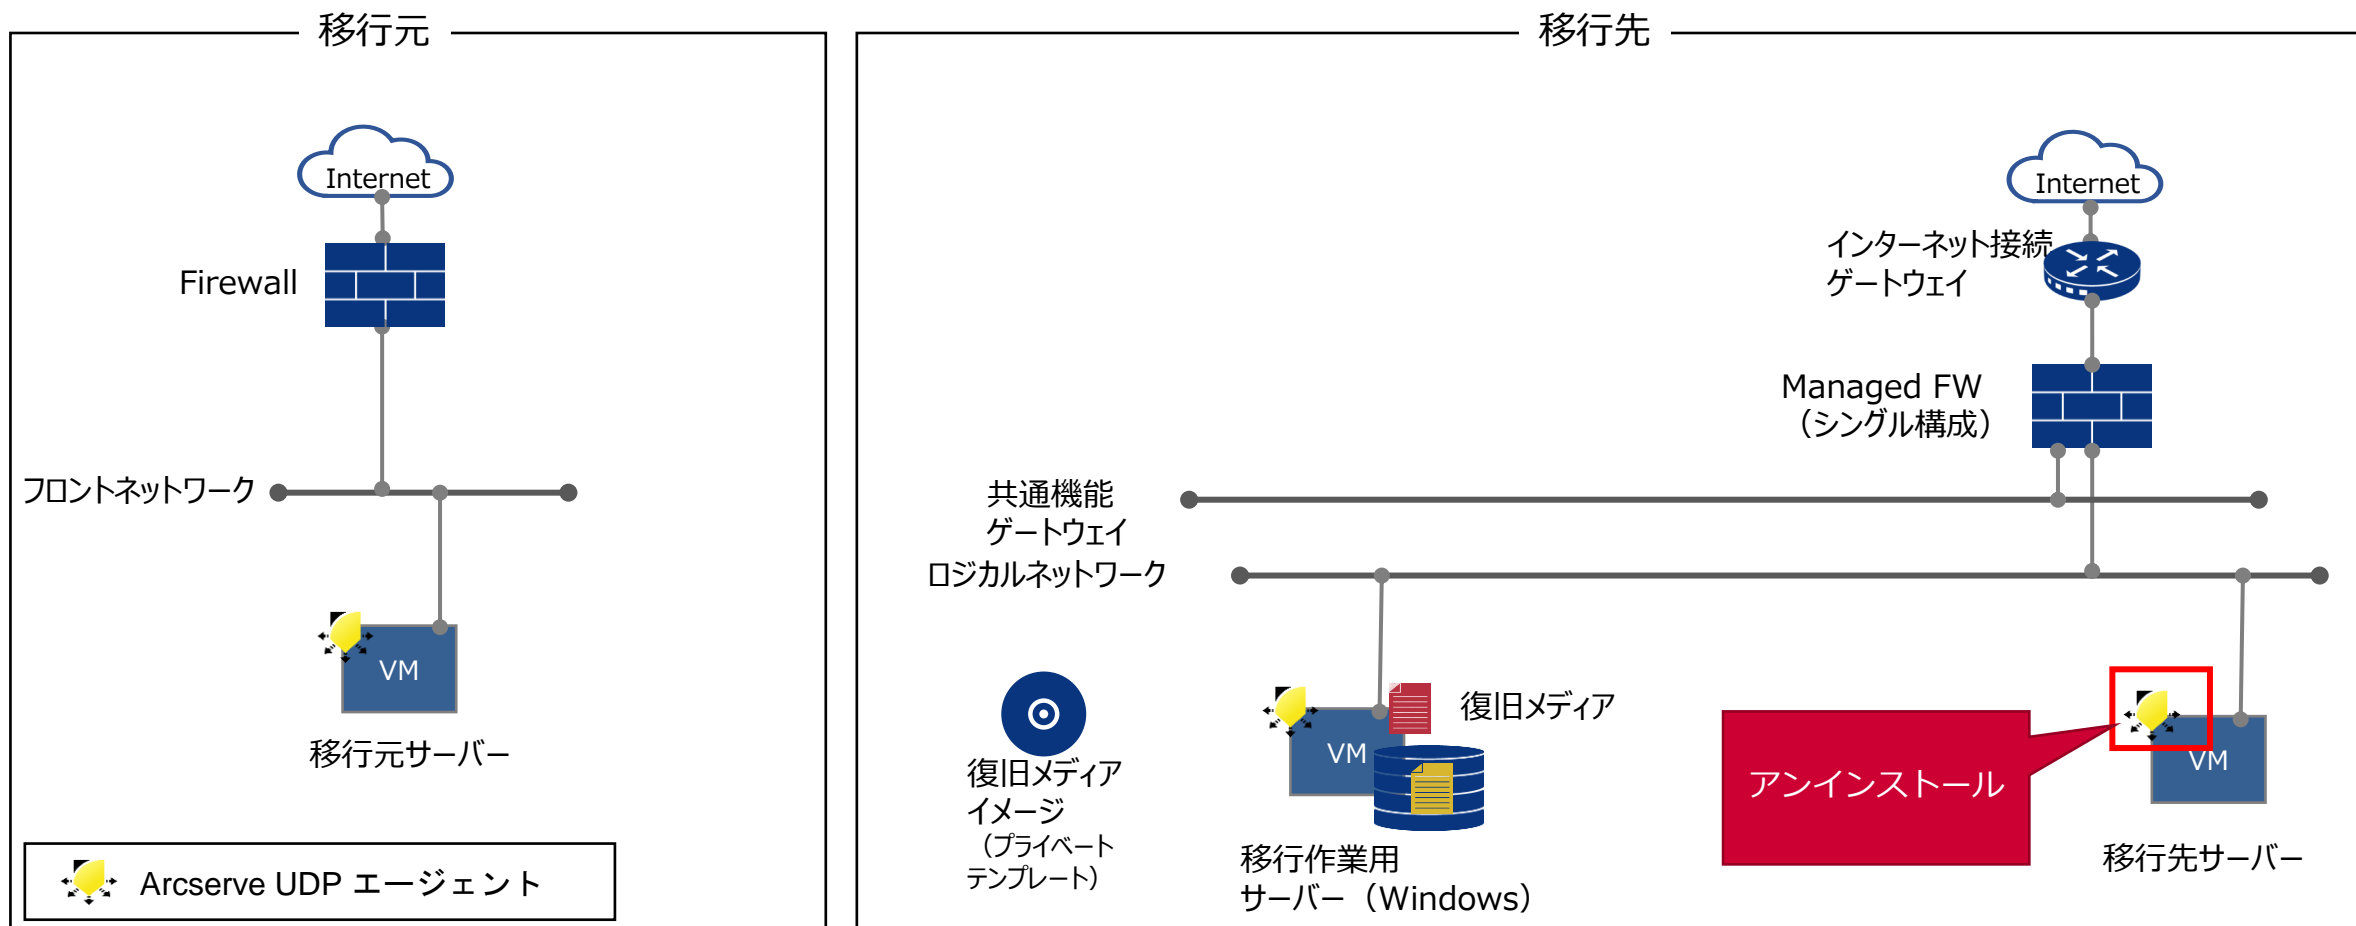 移行元
Internet
Firewall
フロントネットワーク
VM
移行元サーバー
Arcserve UDP エージェント
移行先
Internet
インターネット接続
ゲートウェイ
Managed FW
（シングル構成）
共通機能
ゲートウェイ
ロジカルネットワーク
復旧メディア
イメージ
（プライベート
テンプレート）
VM
復旧メディア
移行作業用
サーバー（Windows）
アンインストール
VM
移行先サーバー